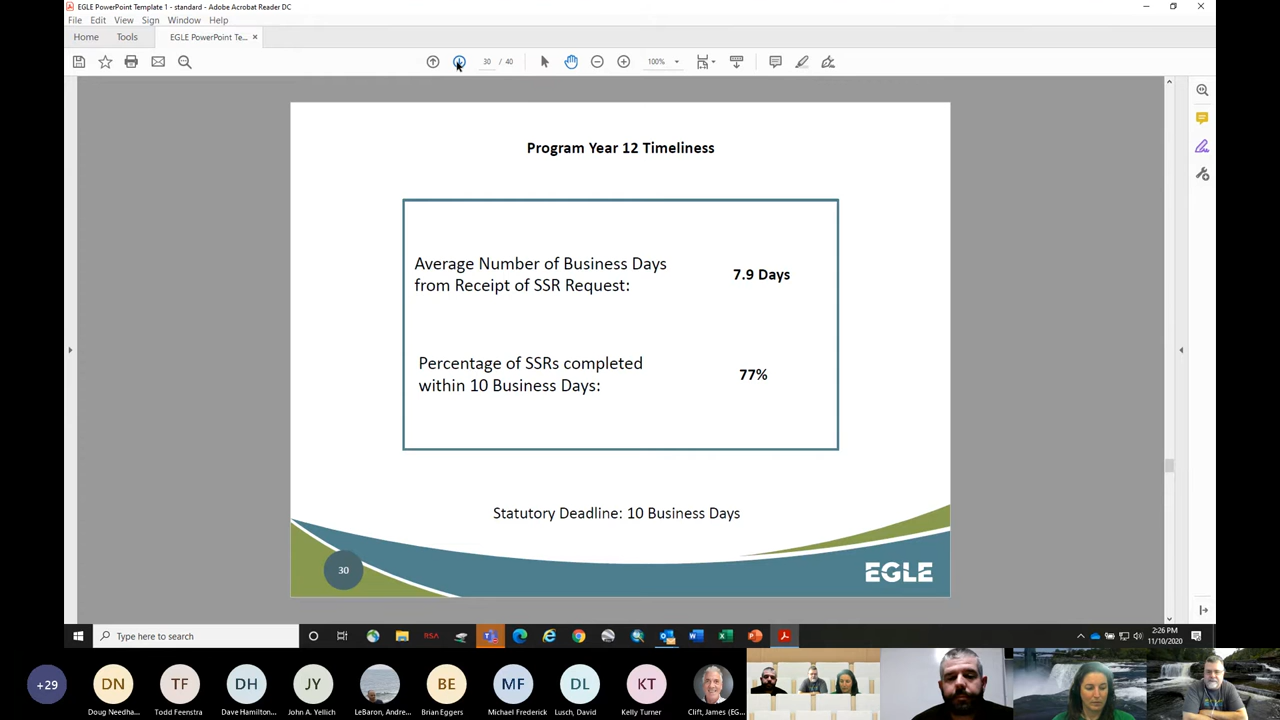 EGLE PowerPoint Template 1 - standard - Adobe Acrobat Reader DC
File Edit View Sign Window Help
Home Tools EGLE PowerPoint Te... ×
30 / 40 100%
Program Year 12 Timeliness
Average Number of Business Days
from Receipt of SSR Request:
7.9 Days
Percentage of SSRs completed
within 10 Business Days:
77%
Statutory Deadline: 10 Business Days
30
EGLE
Type here to search
RSA
2:26 PM
11/10/2020
+29 DN TF DH JY BE MF DL KT
Doug Needha... Todd Feenstra Dave Hamilton... John A. Yellich LeBaron, Andre... Brian Eggers Michael Frederick Lusch, David Kelly Turner Clift, James (EG...